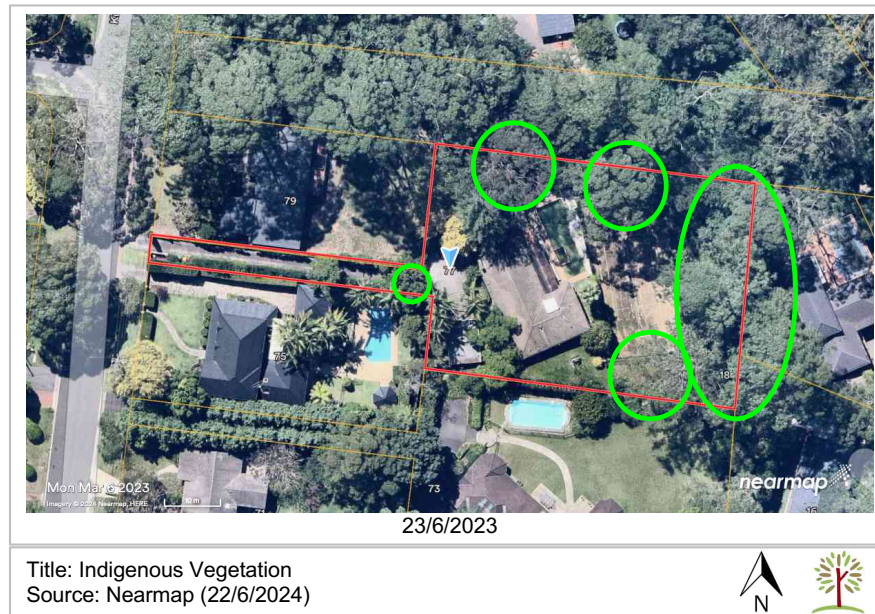 79
77
75
18
Mon Mar 6 2023
Imagery © 2024 Nearmap, HERE
10 m
73
71
nearmap
23/6/2023
Title: Indigenous Vegetation
Source: Nearmap (22/6/2024)
N